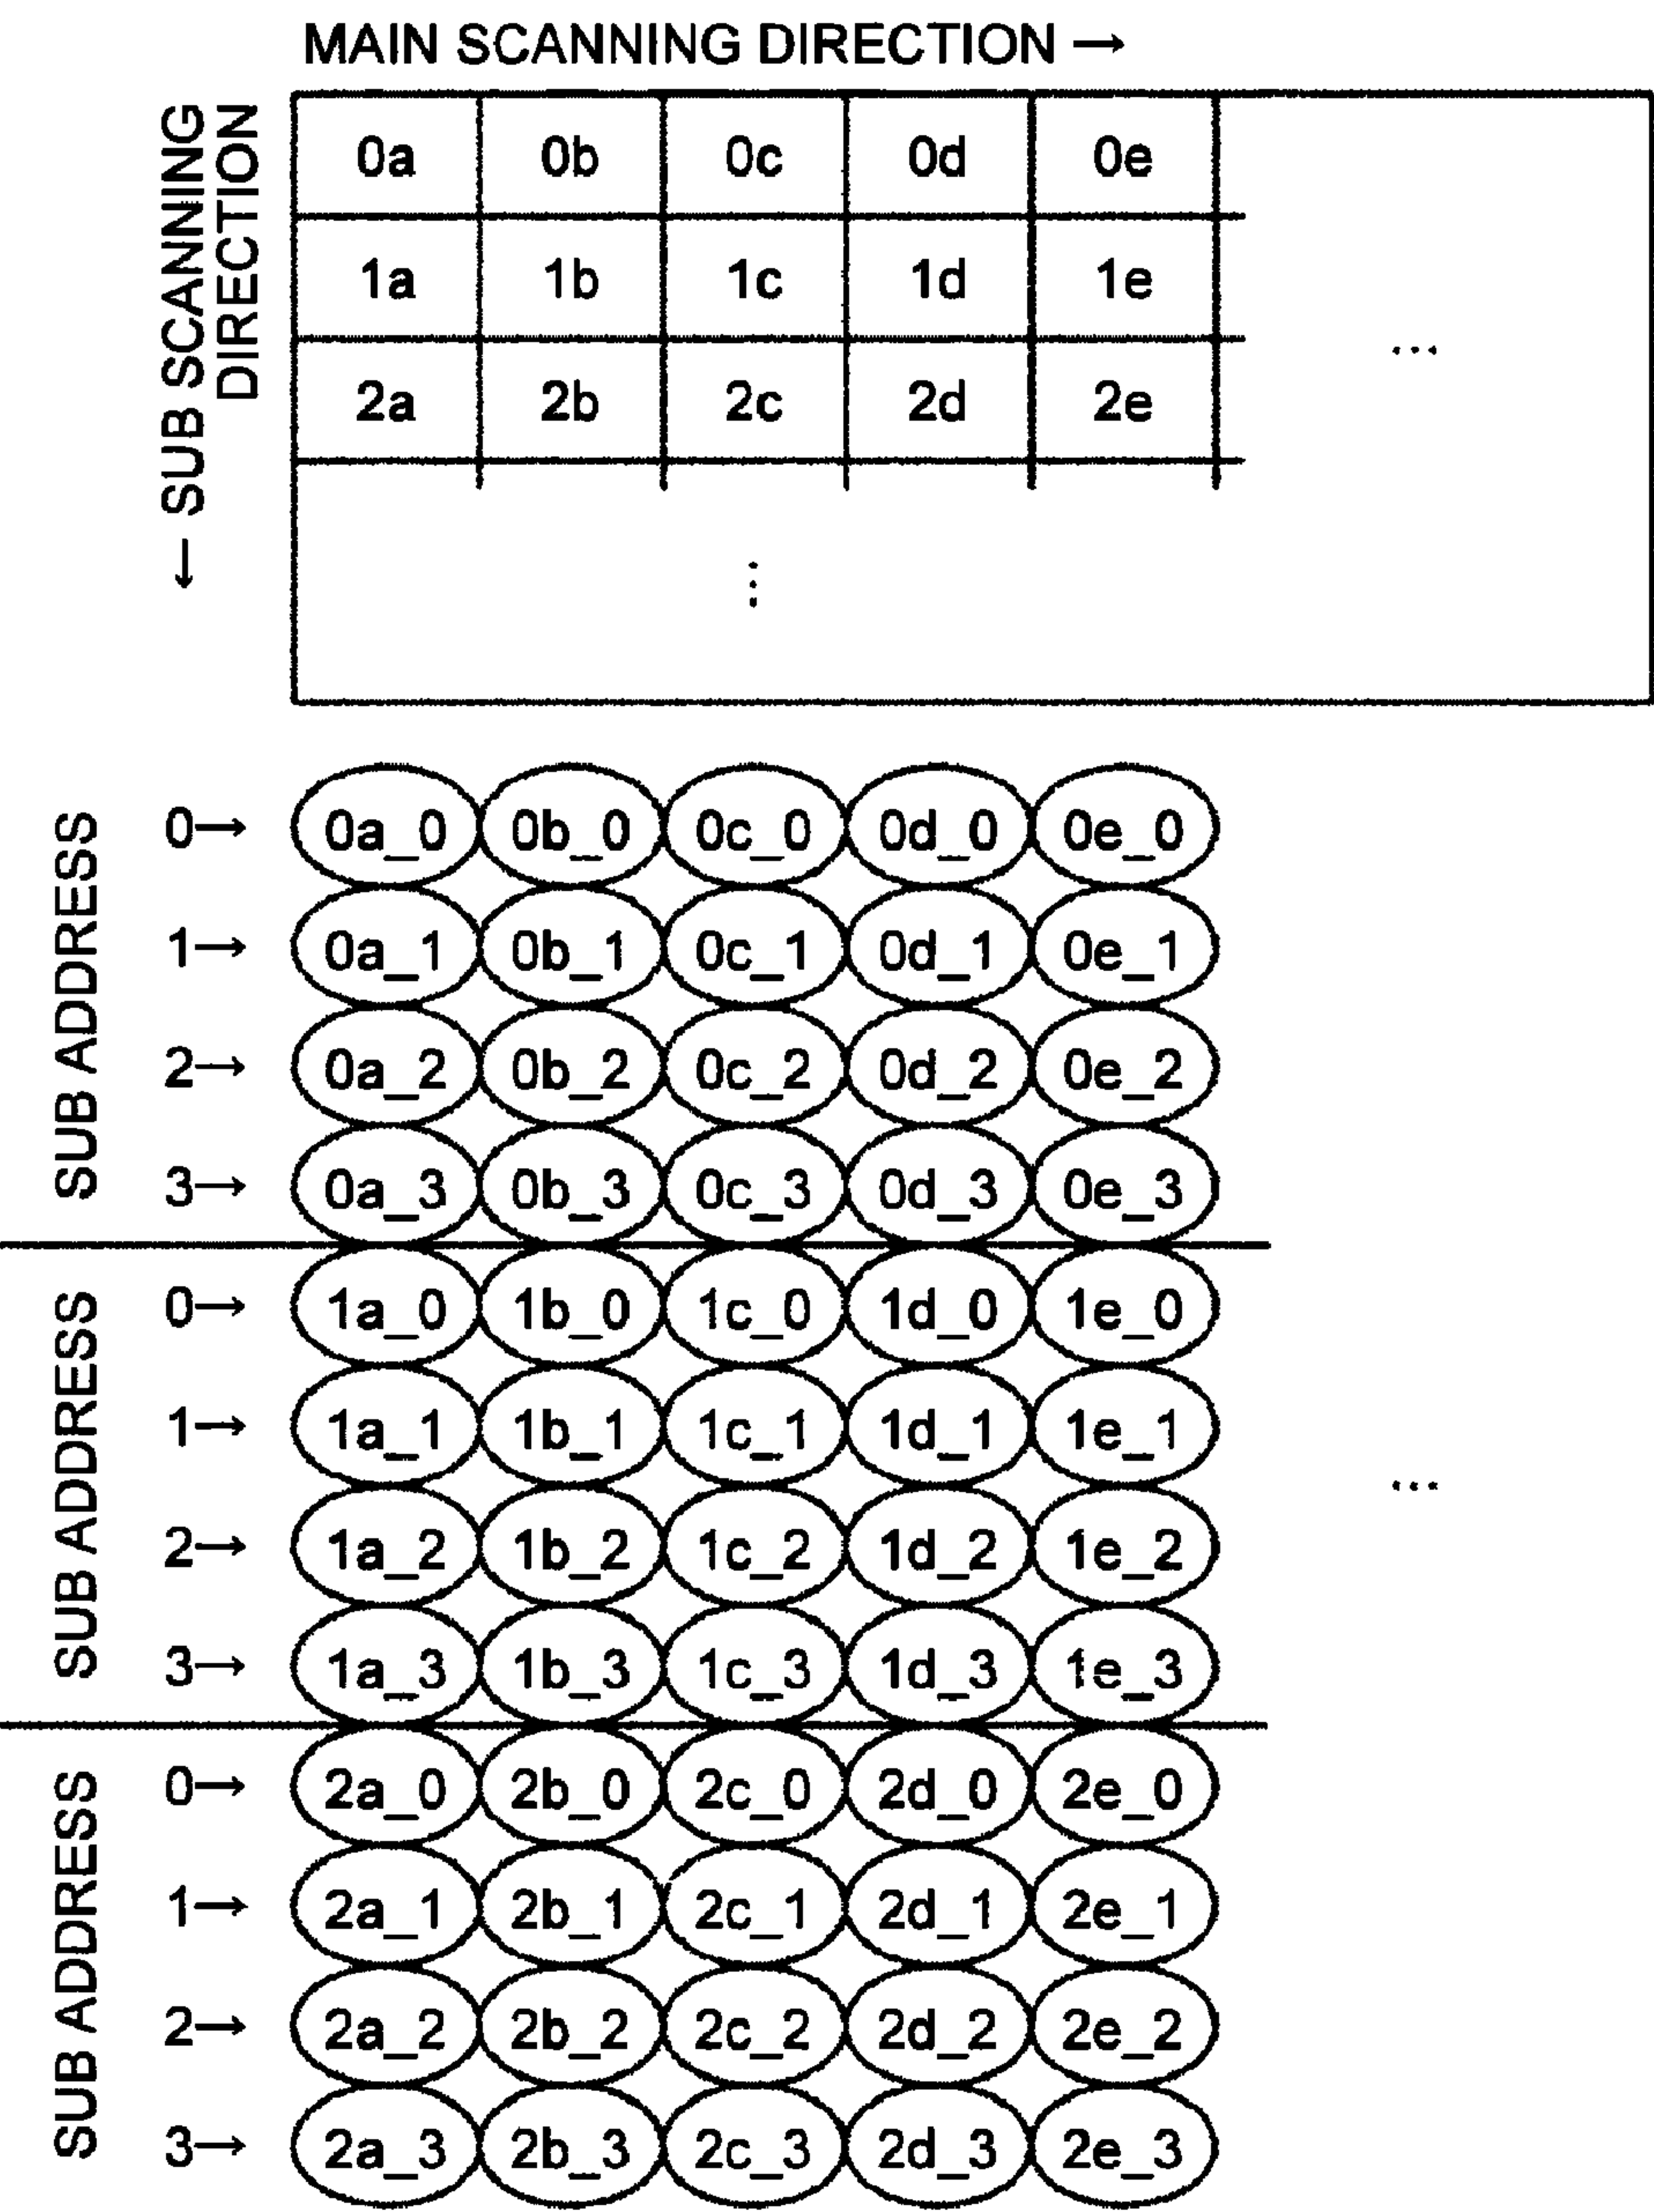 MAIN SCANNING DIRECTION →
← SUB SCANNING
DIRECTION
0a 0b 0c 0d 0e
1a 1b 1c 1d 1e
2a 2b 2c 2d 2e
...
⋮
SUB ADDRESS
0→ 0a_0 0b_0 0c_0 0d_0 0e_0
1→ 0a_1 0b_1 0c_1 0d_1 0e_1
2→ 0a_2 0b_2 0c_2 0d_2 0e_2
3→ 0a_3 0b_3 0c_3 0d_3 0e_3
SUB ADDRESS
0→ 1a_0 1b_0 1c_0 1d_0 1e_0
1→ 1a_1 1b_1 1c_1 1d_1 1e_1
2→ 1a_2 1b_2 1c_2 1d_2 1e_2
3→ 1a_3 1b_3 1c_3 1d_3 1e_3
...
SUB ADDRESS
0→ 2a_0 2b_0 2c_0 2d_0 2e_0
1→ 2a_1 2b_1 2c_1 2d_1 2e_1
2→ 2a_2 2b_2 2c_2 2d_2 2e_2
3→ 2a_3 2b_3 2c_3 2d_3 2e_3